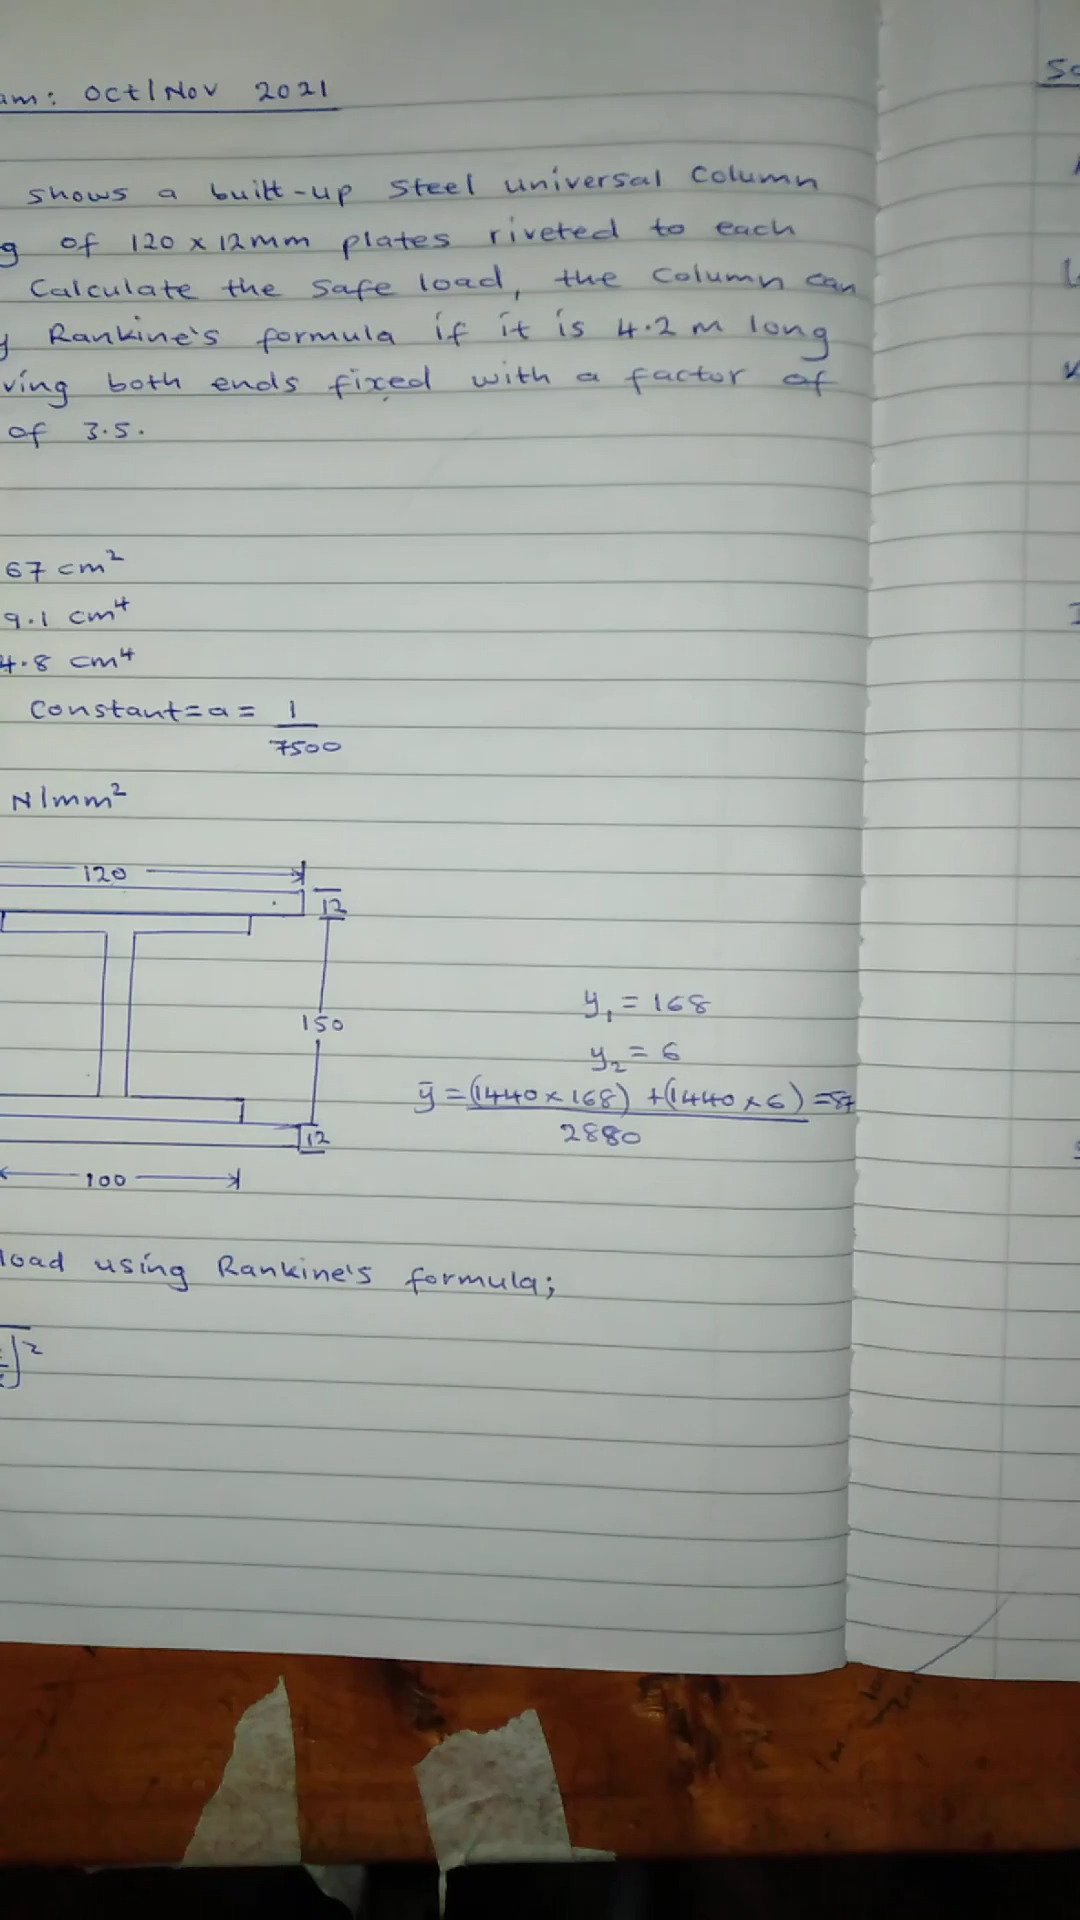 am: Oct/Nov 2021
shows a built-up steel universal column
g of 120 x 12mm plates riveted to each
Calculate the safe load, the column can
y Rankine's formula if it is 4.2 m long
ving both ends fixed with a factor of
of 3.5.
67 cm²
9.1 cm⁴
4.8 cm⁴
Constant = a = 1
7500
N/mm²
120
12
150
y₁ = 168
y₂ = 6
ȳ = (1440 x 168) + (1440 x 6) = 87
2880
12
100
load using Rankine's formula;